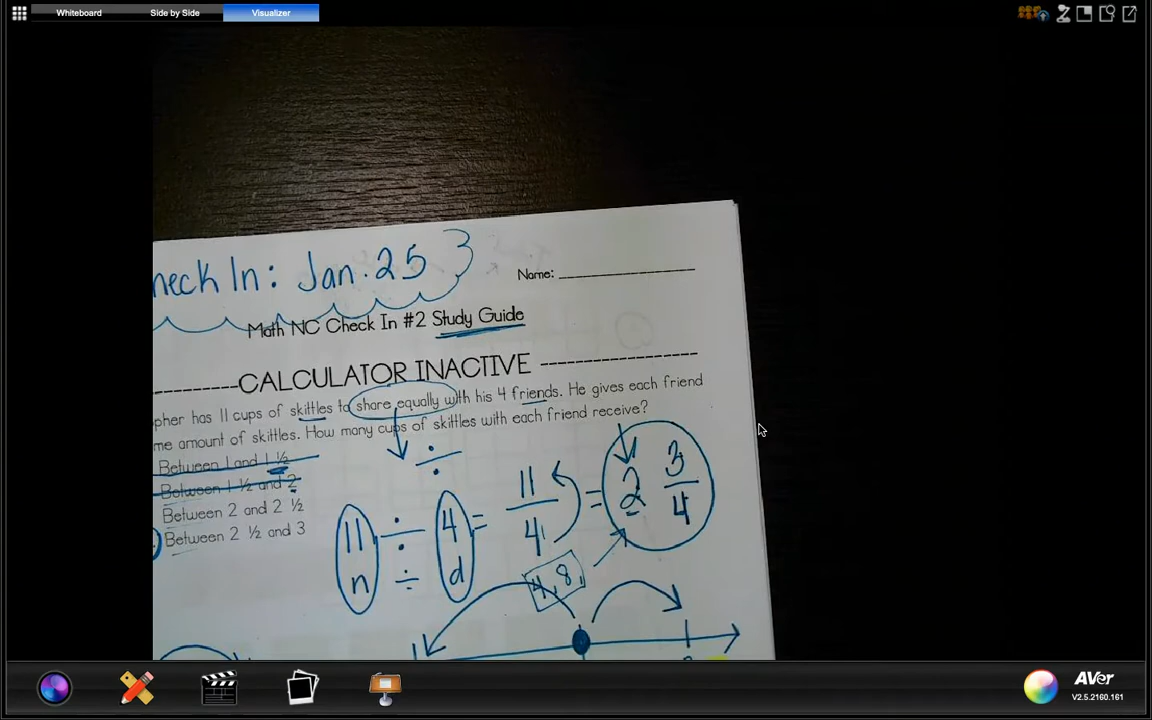 Whiteboard Side by Side Visualizer
heck In: Jan. 25
Name:
Math NC Check In #2 Study Guide
CALCULATOR INACTIVE
pher has 11 cups of skittles to share equally with his 4 friends. He gives each friend
me amount of skittles. How many cups of skittles with each friend receive?
Between 1 and 1 ½
Between 1 ½ and 2
Between 2 and 2 ½
Between 2 ½ and 3
÷
11 ÷ 4 = 11/4 = 2 3/4
n ÷ d
4, 8,
AVer
V2.5.2160.161